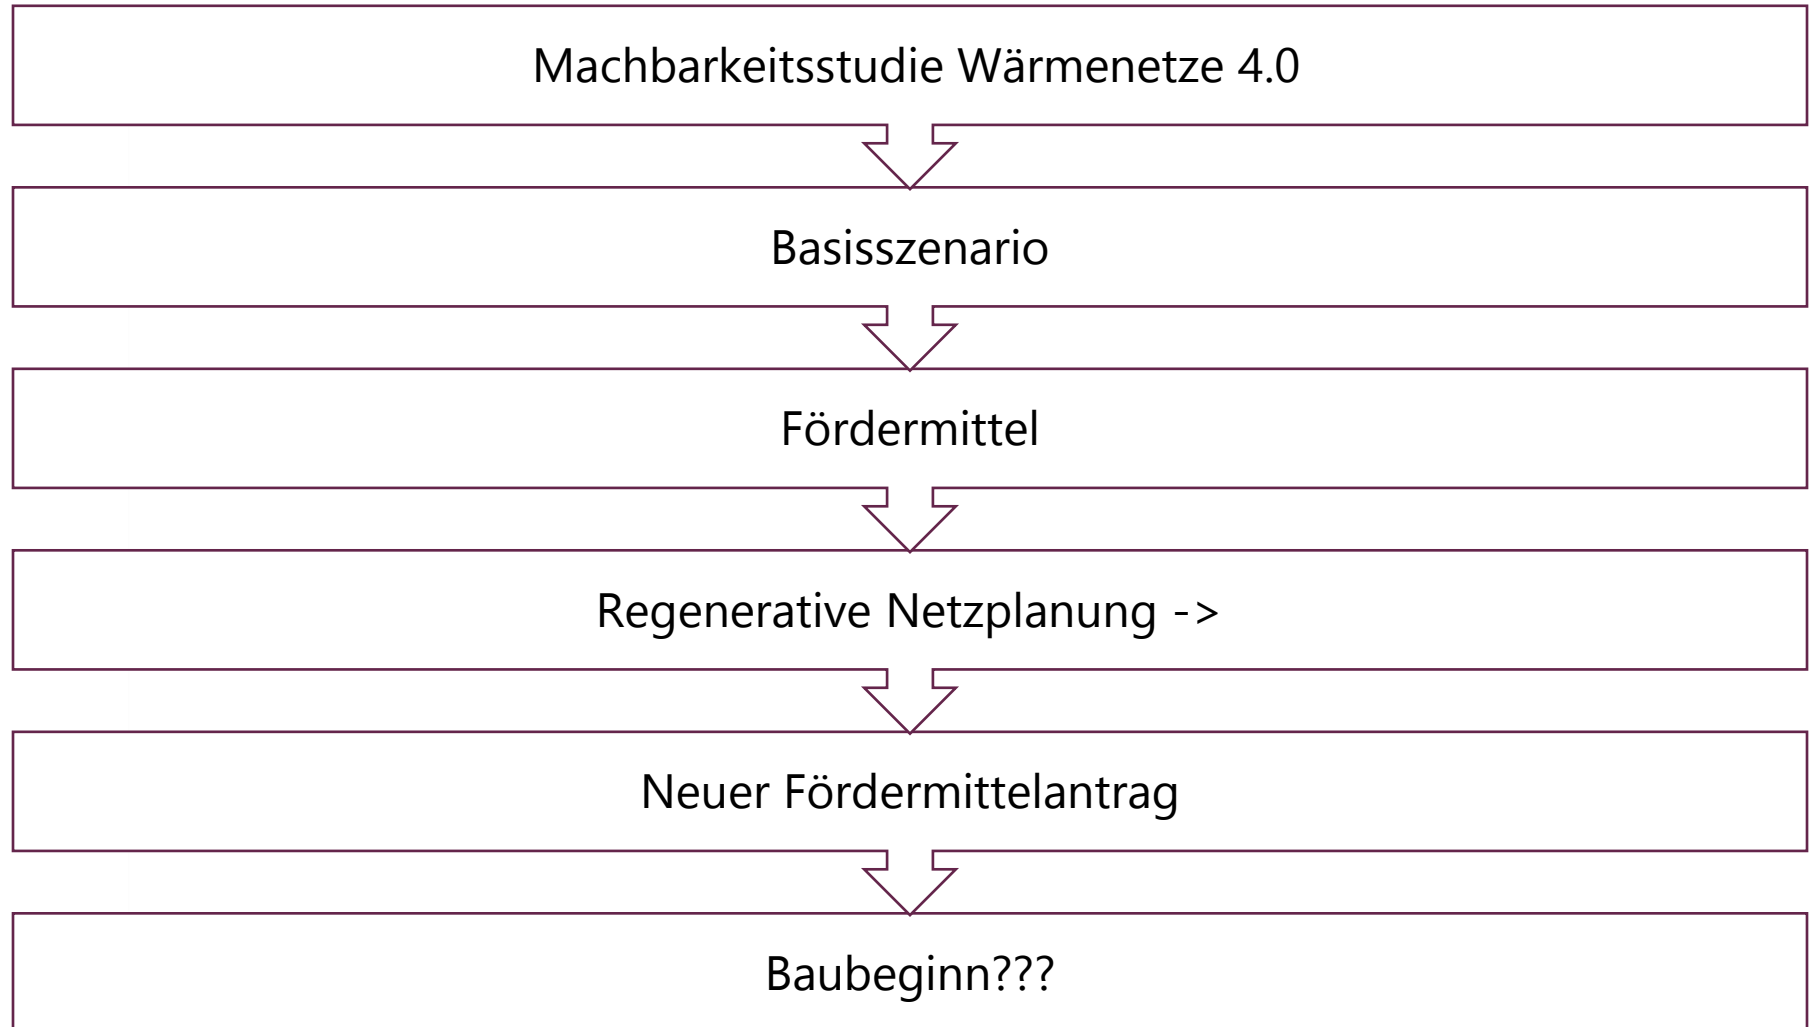 Machbarkeitsstudie Wärmenetze 4.0
Basisszenario
Fördermittel
Regenerative Netzplanung ->
Neuer Fördermittelantrag
Baubeginn???